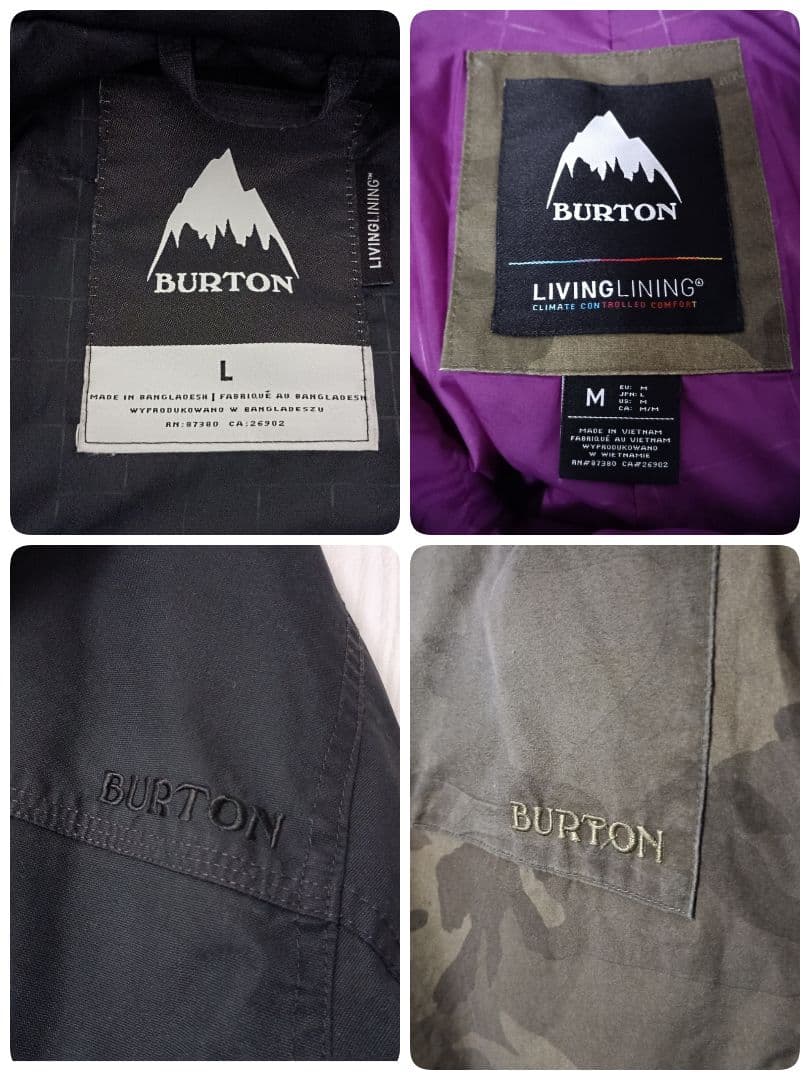 BURTON
LIVINGLINING™
L
MADE IN BANGLADESH | FABRIQUÉ AU BANGLADESH
WYPRODUKOWANO W BANGLADESZU
RN:87380 CA:26902
BURTON
LIVINGLINING®
CLIMATE CONTROLLED COMFORT
M
EU: M
JPN: L
US: M
CA: M/M
MADE IN VIETNAM
FABRIQUÉ AU VIETNAM
WYPRODUKOWANO
W WIETNAMIE
RN#87380 CA#26902
BURTON
BURTON